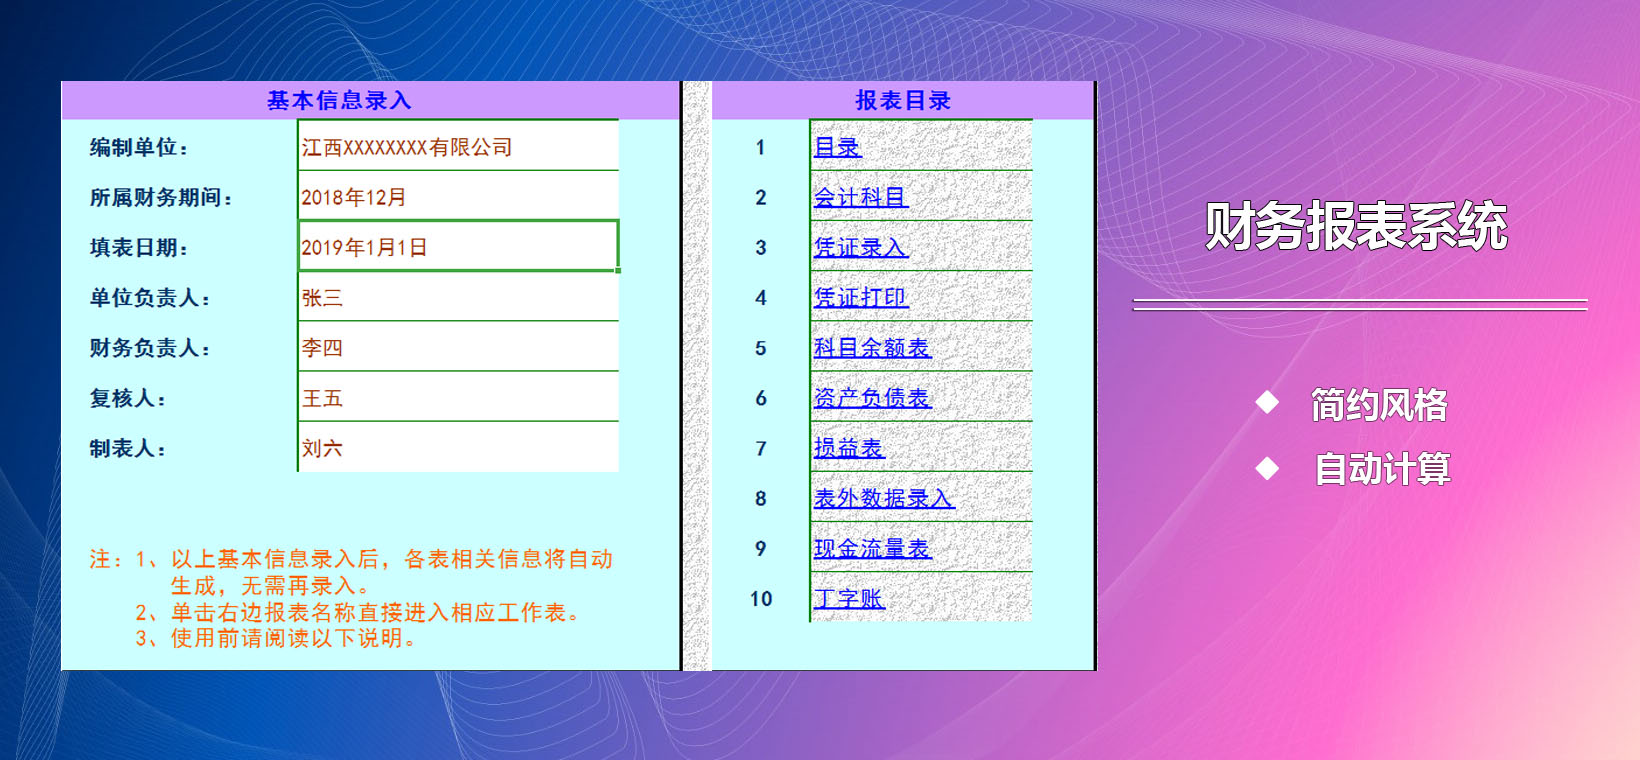 基本信息录入
编制单位：
江西XXXXXXXX有限公司
所属财务期间：
2018年12月
填表日期：
2019年1月1日
单位负责人：
张三
财务负责人：
李四
复核人：
王五
制表人：
刘六
注：1、以上基本信息录入后，各表相关信息将自动
生成，无需再录入。
2、单击右边报表名称直接进入相应工作表。
3、使用前请阅读以下说明。
报表目录
1 目录
2 会计科目
3 凭证录入
4 凭证打印
5 科目余额表
6 资产负债表
7 损益表
8 表外数据录入
9 现金流量表
10 丁字账
财务报表系统
简约风格
自动计算